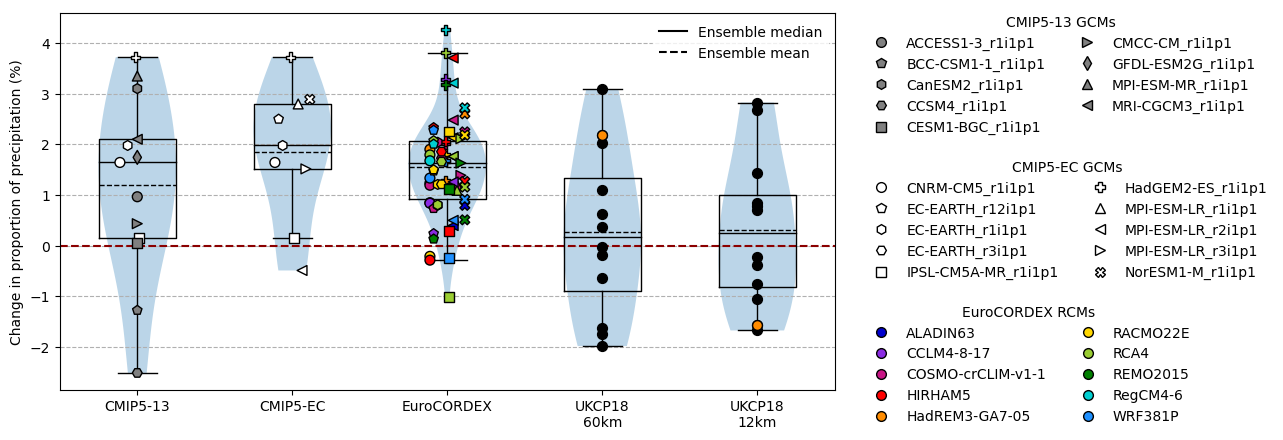 Change in proportion of precipitation (%)
4
3
2
1
0
−1
−2
Ensemble median
Ensemble mean
CMIP5-13
CMIP5-EC
EuroCORDEX
UKCP18
60km
UKCP18
12km
CMIP5-13 GCMs
ACCESS1-3_r1i1p1
BCC-CSM1-1_r1i1p1
CanESM2_r1i1p1
CCSM4_r1i1p1
CESM1-BGC_r1i1p1
CMCC-CM_r1i1p1
GFDL-ESM2G_r1i1p1
MPI-ESM-MR_r1i1p1
MRI-CGCM3_r1i1p1
CMIP5-EC GCMs
CNRM-CM5_r1i1p1
EC-EARTH_r12i1p1
EC-EARTH_r1i1p1
EC-EARTH_r3i1p1
IPSL-CM5A-MR_r1i1p1
HadGEM2-ES_r1i1p1
MPI-ESM-LR_r1i1p1
MPI-ESM-LR_r2i1p1
MPI-ESM-LR_r3i1p1
NorESM1-M_r1i1p1
EuroCORDEX RCMs
ALADIN63
CCLM4-8-17
COSMO-crCLIM-v1-1
HIRHAM5
HadREM3-GA7-05
RACMO22E
RCA4
REMO2015
RegCM4-6
WRF381P